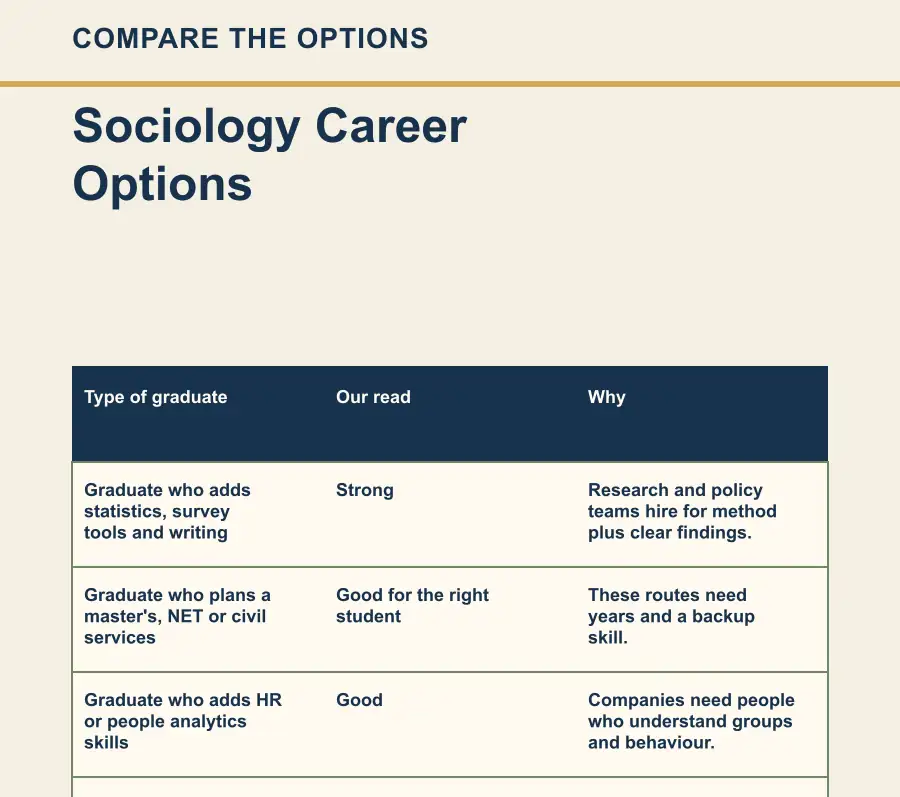 COMPARE THE OPTIONS
Sociology Career
Options
Type of graduate
Our read
Why
Graduate who adds
statistics, survey
tools and writing
Strong
Research and policy
teams hire for method
plus clear findings.
Graduate who plans a
master's, NET or civil
services
Good for the right
student
These routes need
years and a backup
skill.
Graduate who adds HR
or people analytics
skills
Good
Companies need people
who understand groups
and behaviour.